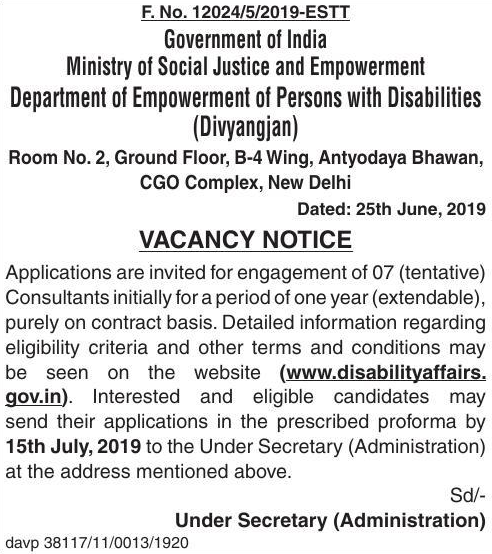 F. No. 12024/5/2019-ESTT
Government of India
Ministry of Social Justice and Empowerment
Department of Empowerment of Persons with Disabilities
(Divyangjan)
Room No. 2, Ground Floor, B-4 Wing, Antyodaya Bhawan,
CGO Complex, New Delhi
Dated: 25th June, 2019
VACANCY NOTICE
Applications are invited for engagement of 07 (tentative)
Consultants initially for a period of one year (extendable),
purely on contract basis. Detailed information regarding
eligibility criteria and other terms and conditions may
be seen on the website (www.disabilityaffairs.
gov.in). Interested and eligible candidates may
send their applications in the prescribed proforma by
15th July, 2019 to the Under Secretary (Administration)
at the address mentioned above.
Sd/-
Under Secretary (Administration)
davp 38117/11/0013/1920